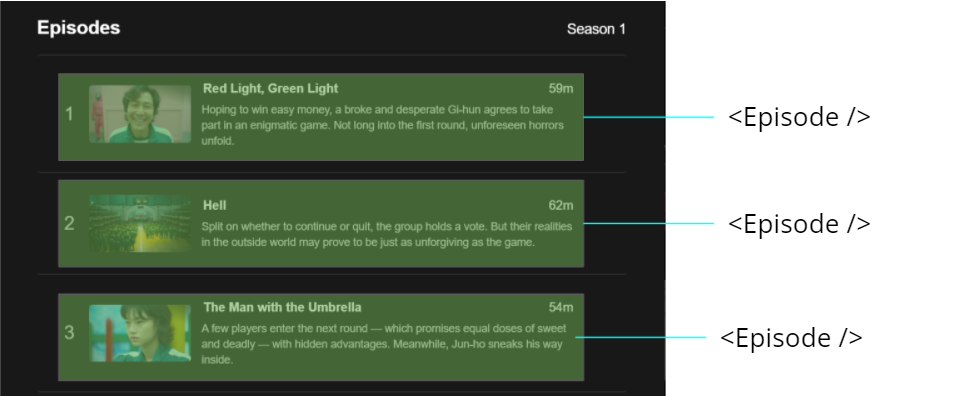 Episodes
Season 1
1
Red Light, Green Light
59m
Hoping to win easy money, a broke and desperate Gi-hun agrees to take
part in an enigmatic game. Not long into the first round, unforeseen horrors
unfold.
<Episode />
2
Hell
62m
Split on whether to continue or quit, the group holds a vote. But their realities
in the outside world may prove to be just as unforgiving as the game.
<Episode />
3
The Man with the Umbrella
54m
A few players enter the next round — which promises equal doses of sweet
and deadly — with hidden advantages. Meanwhile, Jun-ho sneaks his way
inside.
<Episode />